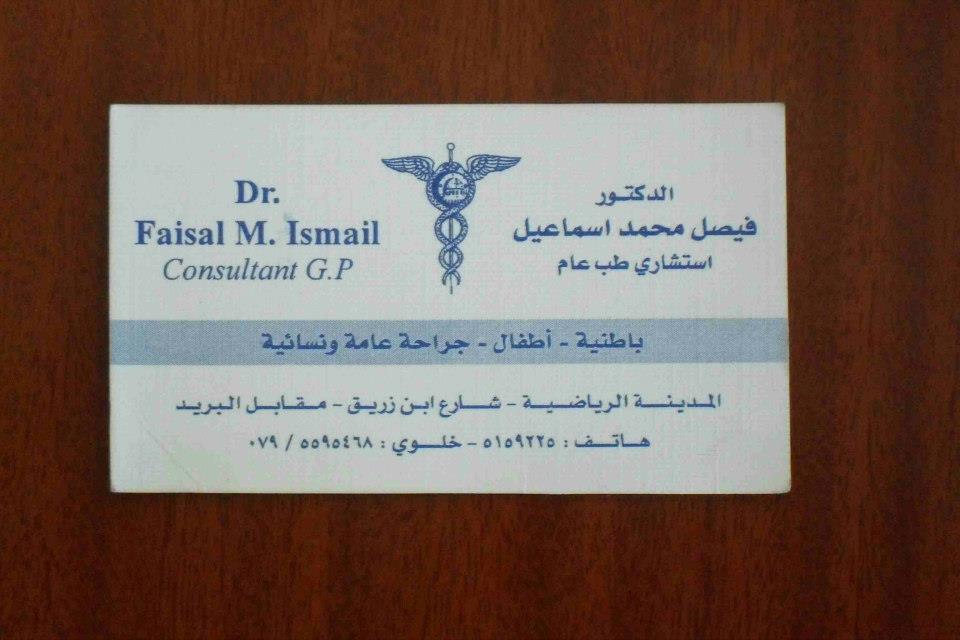 Dr.
Faisal M. Ismail
Consultant G.P
الدكتور
فيصل محمد اسماعيل
استشاري طب عام
باطنية - أطفال - جراحة عامة ونسائية
المدينة الرياضية - شارع ابن زريق - مقابل البريد
هاتف : ٥١٥٩٢٢٥ - خلوي : ٥٥٩٥٤٦٨ / ٠٧٩